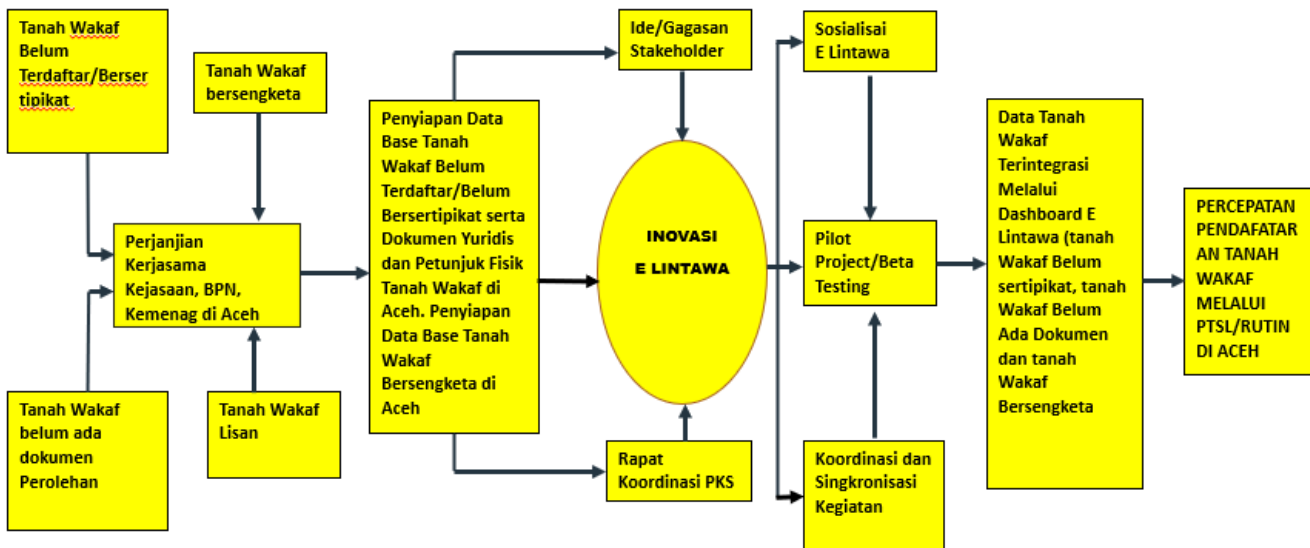 Tanah Wakaf
Belum
Terdaftar/Berser
tipikat
Tanah Wakaf
bersengketa
Perjanjian
Kerjasama
Kejasaan, BPN,
Kemenag di Aceh
Tanah Wakaf
belum ada
dokumen
Perolehan
Tanah Wakaf
Lisan
Penyiapan Data
Base Tanah
Wakaf Belum
Terdaftar/Belum
Bersertipikat serta
Dokumen Yuridis
dan Petunjuk Fisik
Tanah Wakaf di
Aceh. Penyiapan
Data Base Tanah
Wakaf
Bersengketa di
Aceh
Ide/Gagasan
Stakeholder
INOVASI
E LINTAWA
Rapat
Koordinasi PKS
Sosialisai
E Lintawa
Pilot
Project/Beta
Testing
Koordinasi dan
Singkronisasi
Kegiatan
Data Tanah
Wakaf
Terintegrasi
Melalui
Dashboard E
Lintawa (tanah
Wakaf Belum
sertipikat, tanah
Wakaf Belum
Ada Dokumen
dan tanah
Wakaf
Bersengketa
PERCEPATAN
PENDAFATAR
AN TANAH
WAKAF
MELALUI
PTSL/RUTIN
DI ACEH